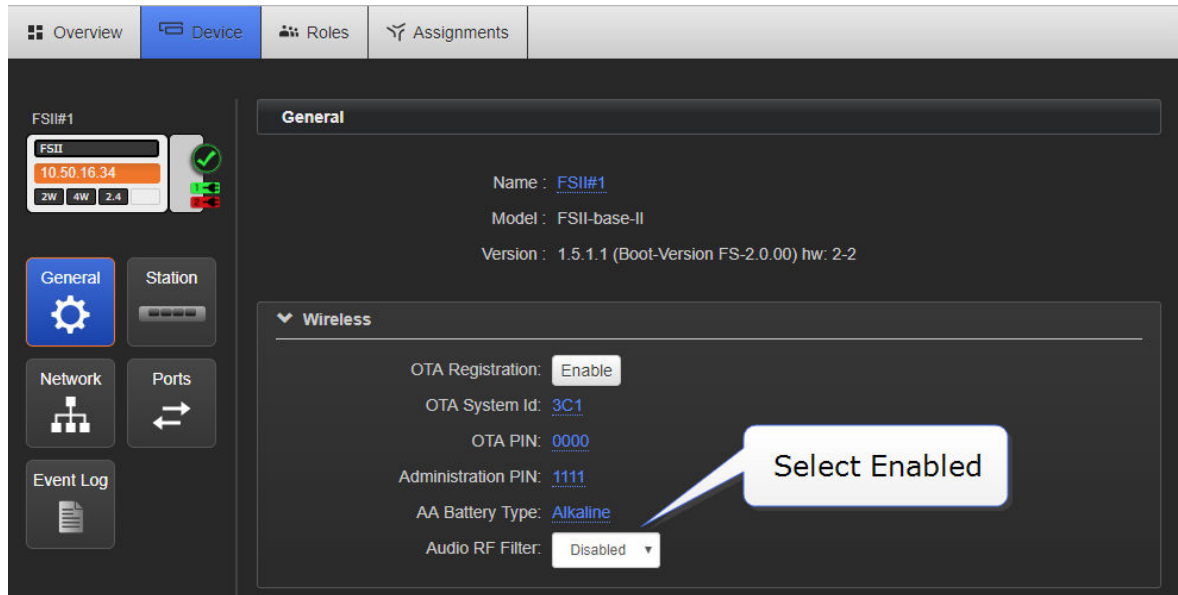 Overview Device Roles Assignments
FSII#1
FSII
10.50.16.34
2W 4W 2.4
1
2
General Station
Network Ports
Event Log
General
Name : FSII#1
Model : FSII-base-II
Version : 1.5.1.1 (Boot-Version FS-2.0.00) hw: 2-2
Wireless
OTA Registration: Enable
OTA System Id: 3C1
OTA PIN: 0000
Administration PIN: 1111
AA Battery Type: Alkaline
Audio RF Filter: Disabled
Select Enabled